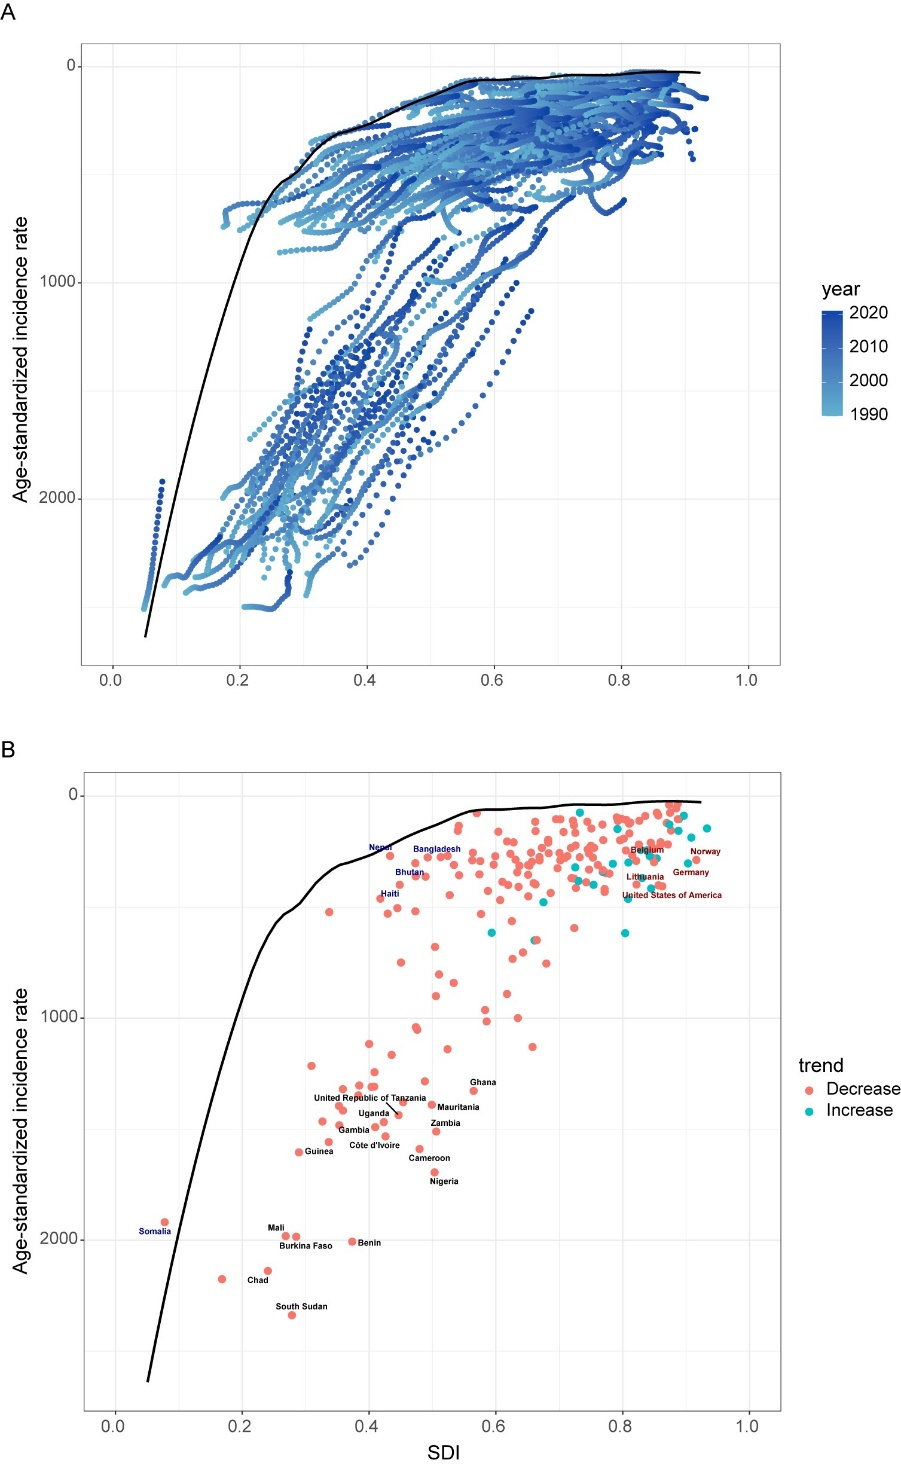 A
0
1000
2000
Age-standardized incidence rate
0.0 0.2 0.4 0.6 0.8 1.0
year
2020
2010
2000
1990
B
0
1000
2000
Age-standardized incidence rate
Nepal
Bangladesh
Bhutan
Haiti
Belgium
Norway
Germany
Lithuania
United States of America
Ghana
United Republic of Tanzania
Mauritania
Uganda
Zambia
Gambia
Côte d'Ivoire
Guinea
Cameroon
Nigeria
Somalia
Mali
Burkina Faso
Benin
Chad
South Sudan
0.0 0.2 0.4 0.6 0.8 1.0
SDI
trend
Decrease
Increase